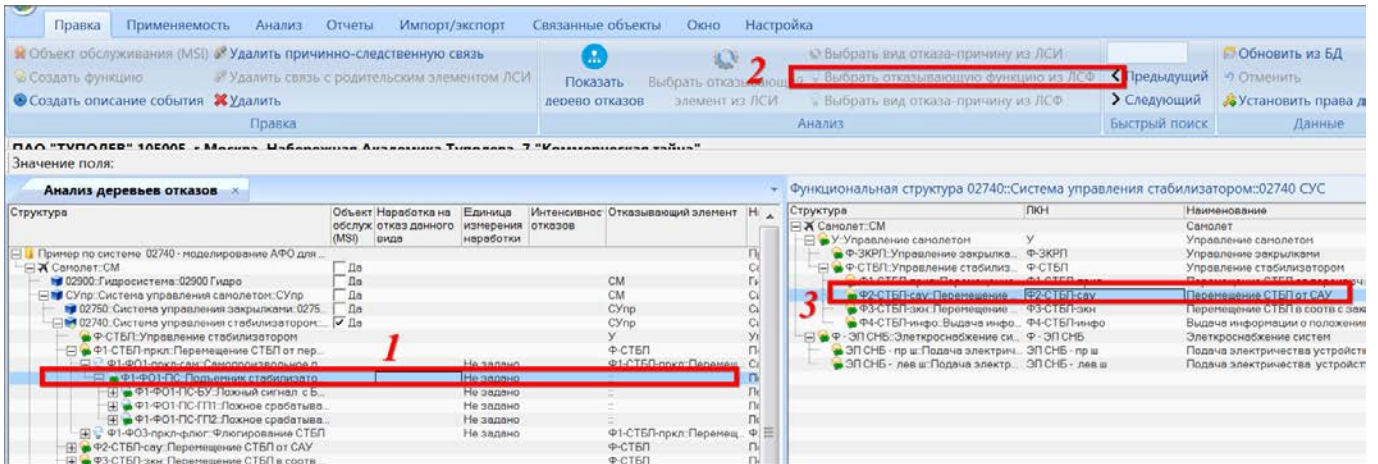 Правка Применяемость Анализ Отчеты Импорт/экспорт Связанные объекты Окно Настройка
Объект обслуживания (MSI) Удалить причинно-следственную связь
Создать функцию Удалить связь с родительским элементом ЛСИ
Создать описание события Удалить
Правка
Показать дерево отказов
Выбрать отказывающий элемент из ЛСИ
2
Выбрать вид отказа-причину из ЛСИ
Выбрать отказывающую функцию из ЛСФ
Выбрать вид отказа-причину из ЛСФ
Анализ
Предыдущий
Следующий
Быстрый поиск
Обновить из БД
Отменить
Установить права д
Данные
ПАО "ТУПОЛЕВ" 105005, г.Москва, Набережная Академика Туполева, 7 "Коммерческая тайна"
Значение поля:
Анализ деревьев отказов ×
Структура Объект обслуж (MSI) Наработка на отказ данного вида Единица измерения наработки Интенсивнос отказов Отказывающий элемент Н
Пример по системе 02740 - моделирование АФО для ...
Самолет::СМ Да
02900::Гидросистема::02900 Гидро Да СМ
СУпр::Система управления самолетом::СУпр Да СМ
02750::Система управления закрылками::0275... Да СУпр
02740::Система управления стабилизатором::... Да СУпр
Ф-СТБЛ::Управление стабилизатором У
Ф1-СТБЛ-пркл::Перемещение СТБЛ от пер... Ф-СТБЛ
1
Ф1-ФО1-пркл-сам::Самопроизвольное п... Не задано Ф1-СТБЛ-пркл::Перемещ...
Ф1-ФО1-ПС::Подъемник стабилизато... Не задано ::
Ф1-ФО1-ПС-БУ::Ложный сигнал с Б... Не задано ::
Ф1-ФО1-ПС-ГП1::Ложное срабатыва... Не задано ::
Ф1-ФО1-ПС-ГП2::Ложное срабатыва... Не задано ::
Ф1-ФО3-пркл-флюг::Флюгирование СТБЛ Не задано Ф1-СТБЛ-пркл::Перемещ...
Ф2-СТБЛ-сау::Перемещение СТБЛ от САУ Ф-СТБЛ
Ф3-СТБЛ-зкн::Перемещение СТБЛ в соотв... Ф-СТБЛ
Функциональная структура 02740::Система управления стабилизатором::02740 СУС
Структура ЛКН Наименование
Самолет::СМ Самолет
У::Управление самолетом У Управление самолетом
Ф-ЗКРЛ::Управление закрылка... Ф-ЗКРЛ Управление закрылками
Ф-СТБЛ::Управление стабилиз... Ф-СТБЛ Управление стабилизатором
Ф2-СТБЛ-сау::Перемещение ... Ф2-СТБЛ-сау Перемещение СТБЛ от САУ
3
Ф3-СТБЛ-зкн::Перемещение ... Ф3-СТБЛ-зкн Перемещение СТБЛ в соотв с зак
Ф4-СТБЛ-инфо::Выдача инфо... Ф4-СТБЛ-инфо Выдача информации о положении
Ф - ЭП СНБ::Элеткроснабжение си... Ф - ЭП СНБ Элеткроснабжение систем
ЭП СНБ - пр ш::Подача электрич... ЭП СНБ - пр ш Подача электричества устройств
ЭП СНБ - лев ш::Подача электр... ЭП СНБ - лев ш Подача электричества устройст